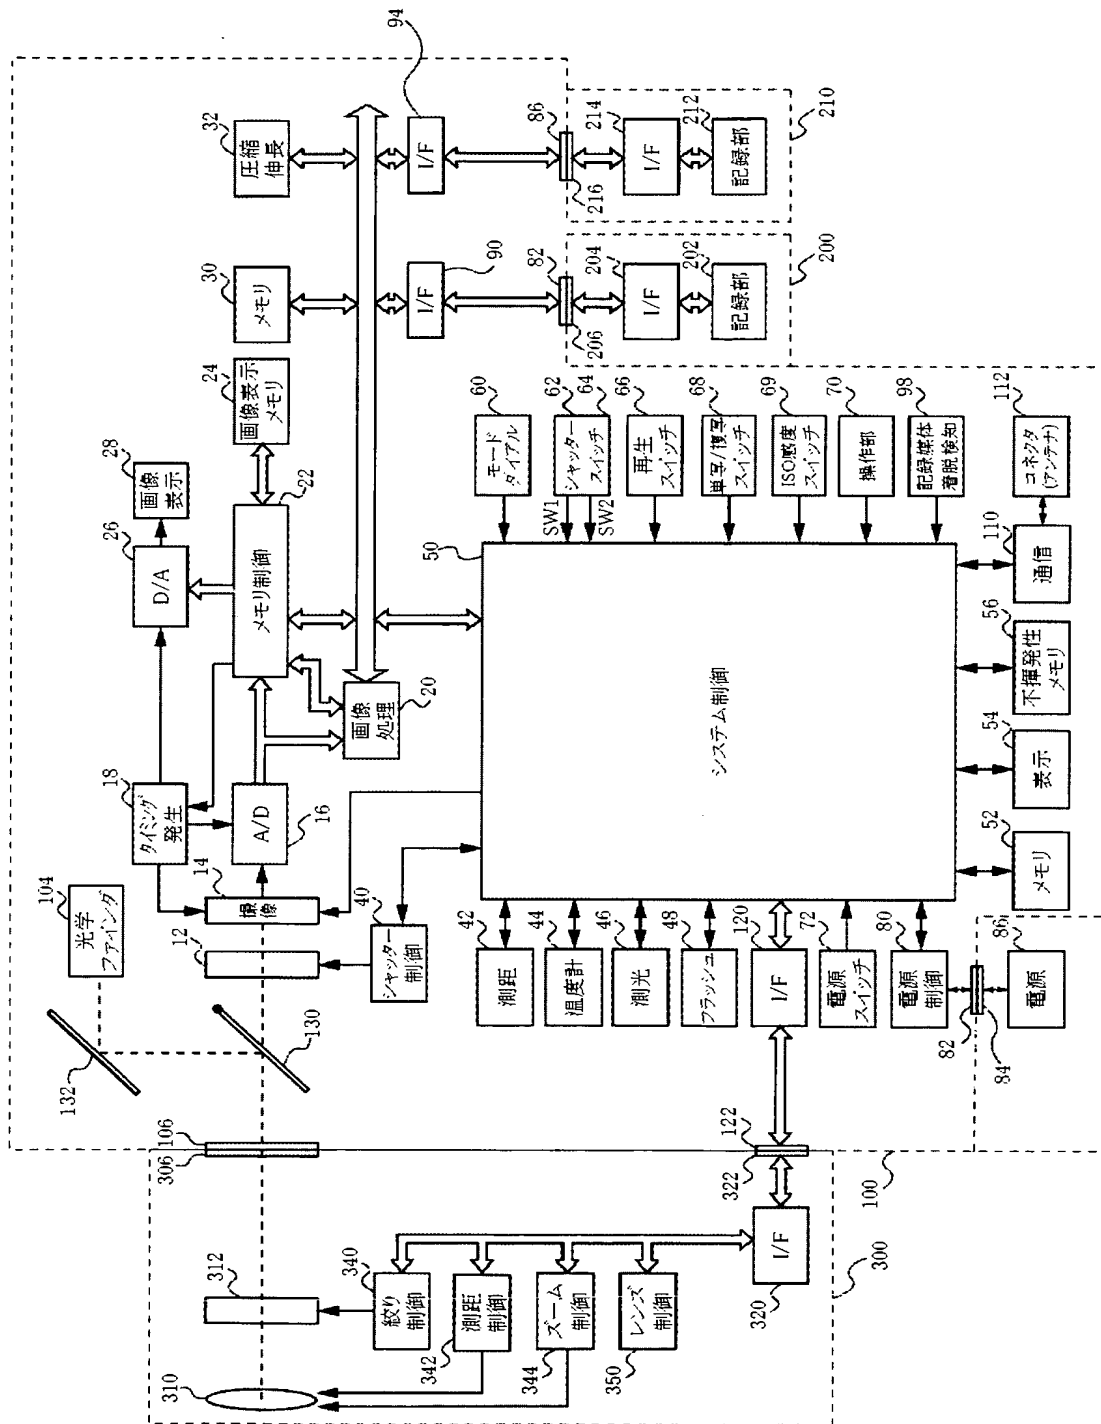 310
312
306
106
132
130
104
光学
ファインダ
12
14
撮像
18
タイミング
発生
16
A/D
26
D/A
28
画像
表示
22
メモリ制御
24
画像表示
メモリ
20
画像
処理
30
メモリ
32
圧縮
伸長
94
I/F
90
I/F
340
絞り
制御
342
測距
制御
344
ズーム
制御
350
レンズ
制御
320
I/F
322
122
300
100
40
シャッター
制御
42
測距
44
温度計
46
測光
48
フラッシュ
120
I/F
72
電源
スイッチ
80
電源
制御
82
84
86
電源
50
システム制御
60
モード
ダイアル
62
64
シャッター
スイッチ
SW1
SW2
66
再生
スイッチ
68
単写/複写
スイッチ
69
ISO感度
スイッチ
70
操作部
98
記録媒体
着脱検知
52
メモリ
54
表示
56
不揮発性
メモリ
110
通信
112
コネクタ
(アンテナ)
82
206
204
I/F
202
記録部
200
86
216
214
I/F
212
記録部
210